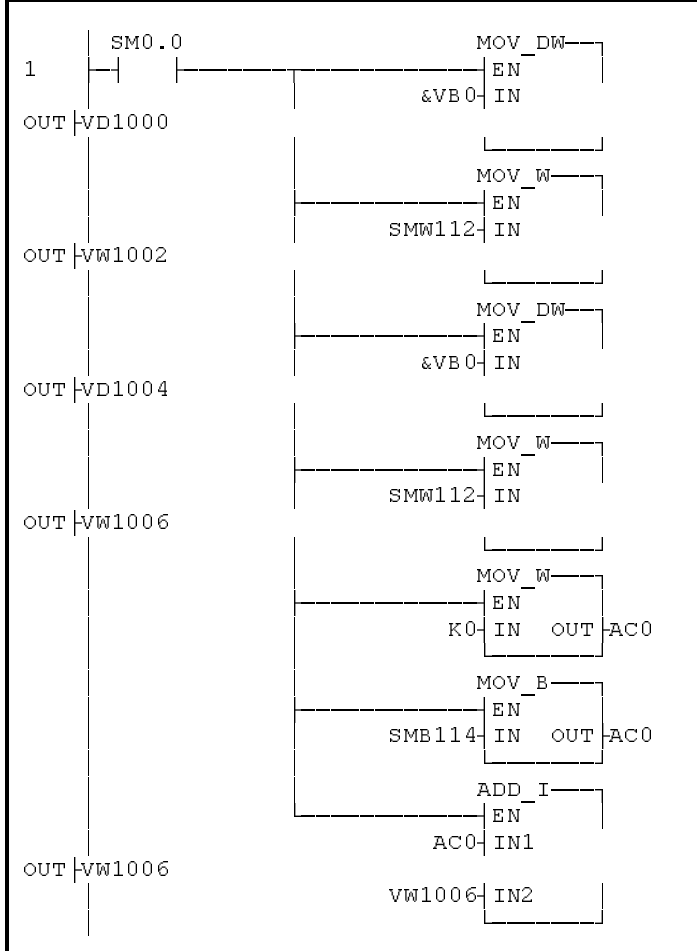 SM0.0 MOV_DW
1 EN
&VB0 IN
OUT VD1000
MOV_W
EN
SMW112 IN
OUT VW1002
MOV_DW
EN
&VB0 IN
OUT VD1004
MOV_W
EN
SMW112 IN
OUT VW1006
MOV_W
EN
K0 IN OUT AC0
MOV_B
EN
SMB114 IN OUT AC0
ADD_I
EN
AC0 IN1
OUT VW1006
VW1006 IN2